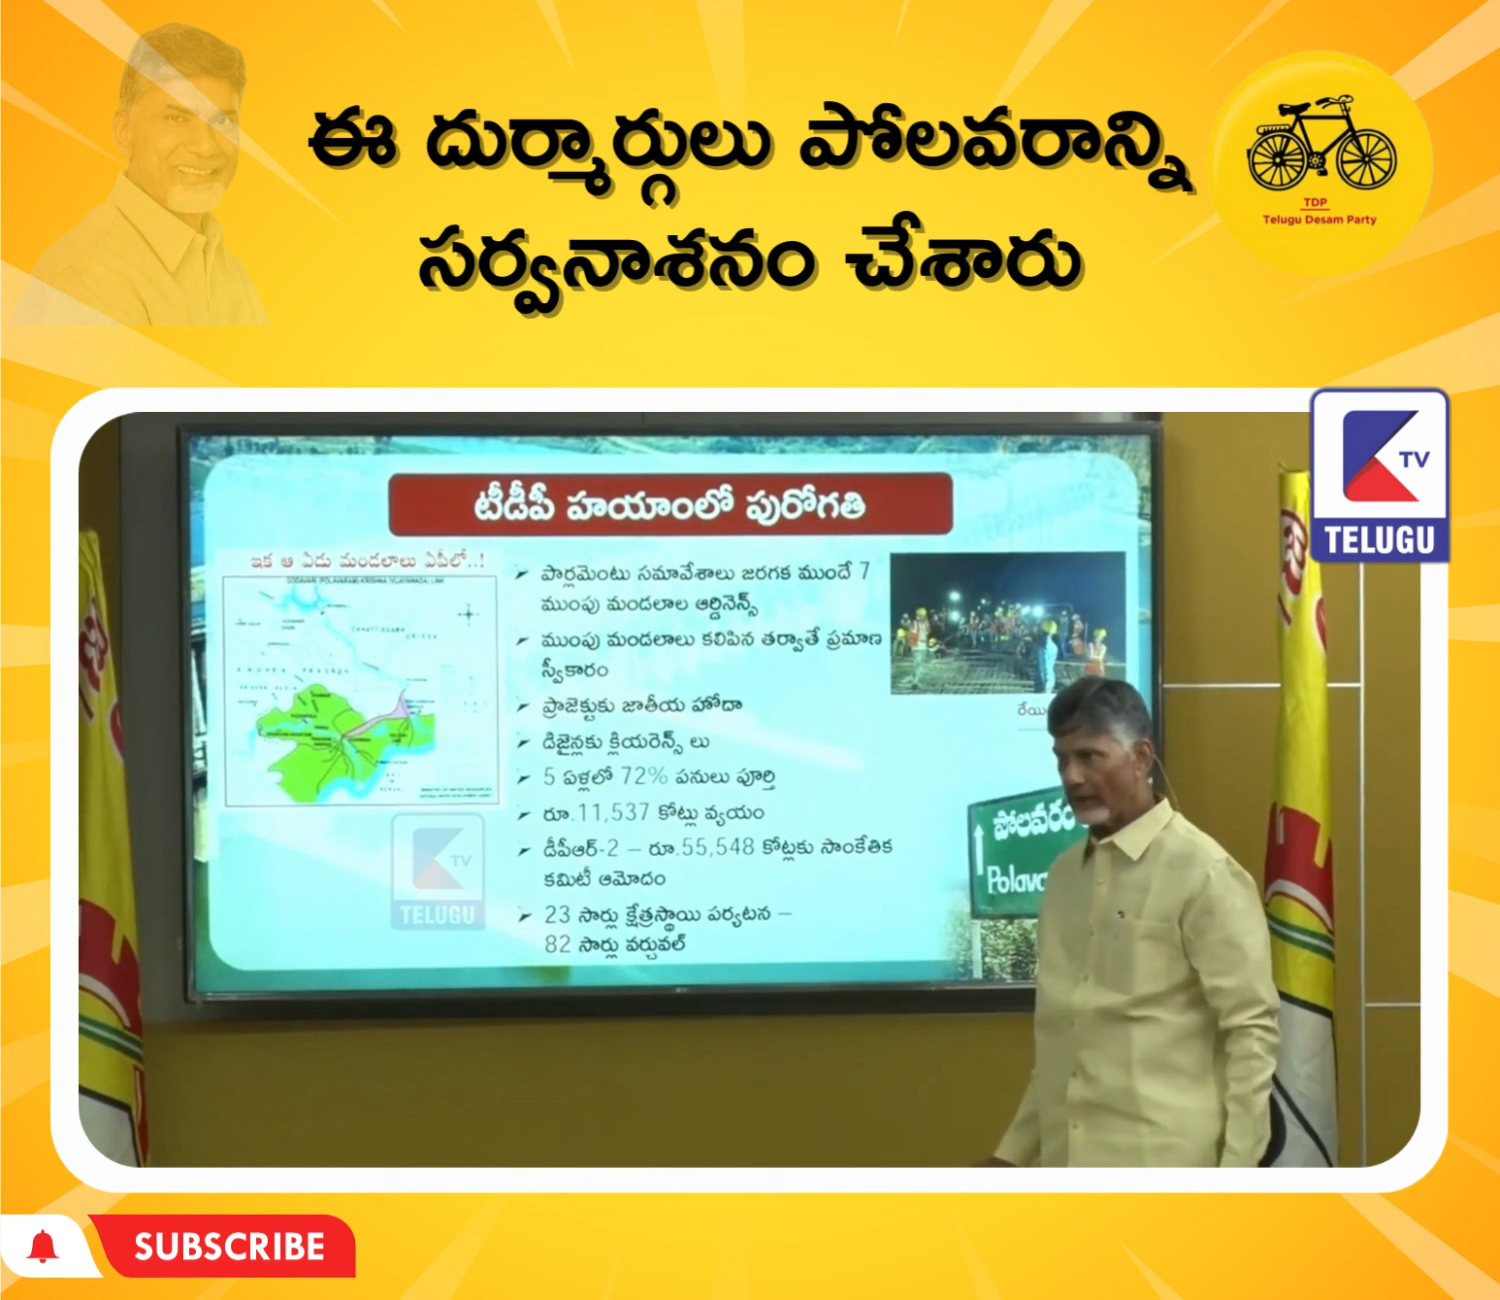 ఈ దుర్మార్గులు పోలవరాన్ని
సర్వనాశనం చేశారు
TDP
Telugu Desam Party
TV
TELUGU
టీడీపీ హయాంలో పురోగతి
ఇక ఆ ఏడు మండలాలు ఏపీలో..!
➤ పార్లమెంటు సమావేశాలు జరగక ముందే 7
ముంపు మండలాల ఆర్డినెన్స్
➤ ముంపు మండలాలు కలిపిన తర్వాతే ప్రమాణ
స్వీకారం
➤ ప్రాజెక్టుకు జాతీయ హోదా
➤ డిజైన్లకు క్లియరెన్స్ లు
➤ 5 ఏళ్లలో 72% పనులు పూర్తి
➤ రూ.11,537 కోట్లు వ్యయం
➤ డీపీఆర్-2 – రూ.55,548 కోట్లకు సాంకేతిక
కమిటీ ఆమోదం
➤ 23 సార్లు క్షేత్రస్థాయి పర్యటన –
82 సార్లు వర్చువల్
TV
TELUGU
SUBSCRIBE